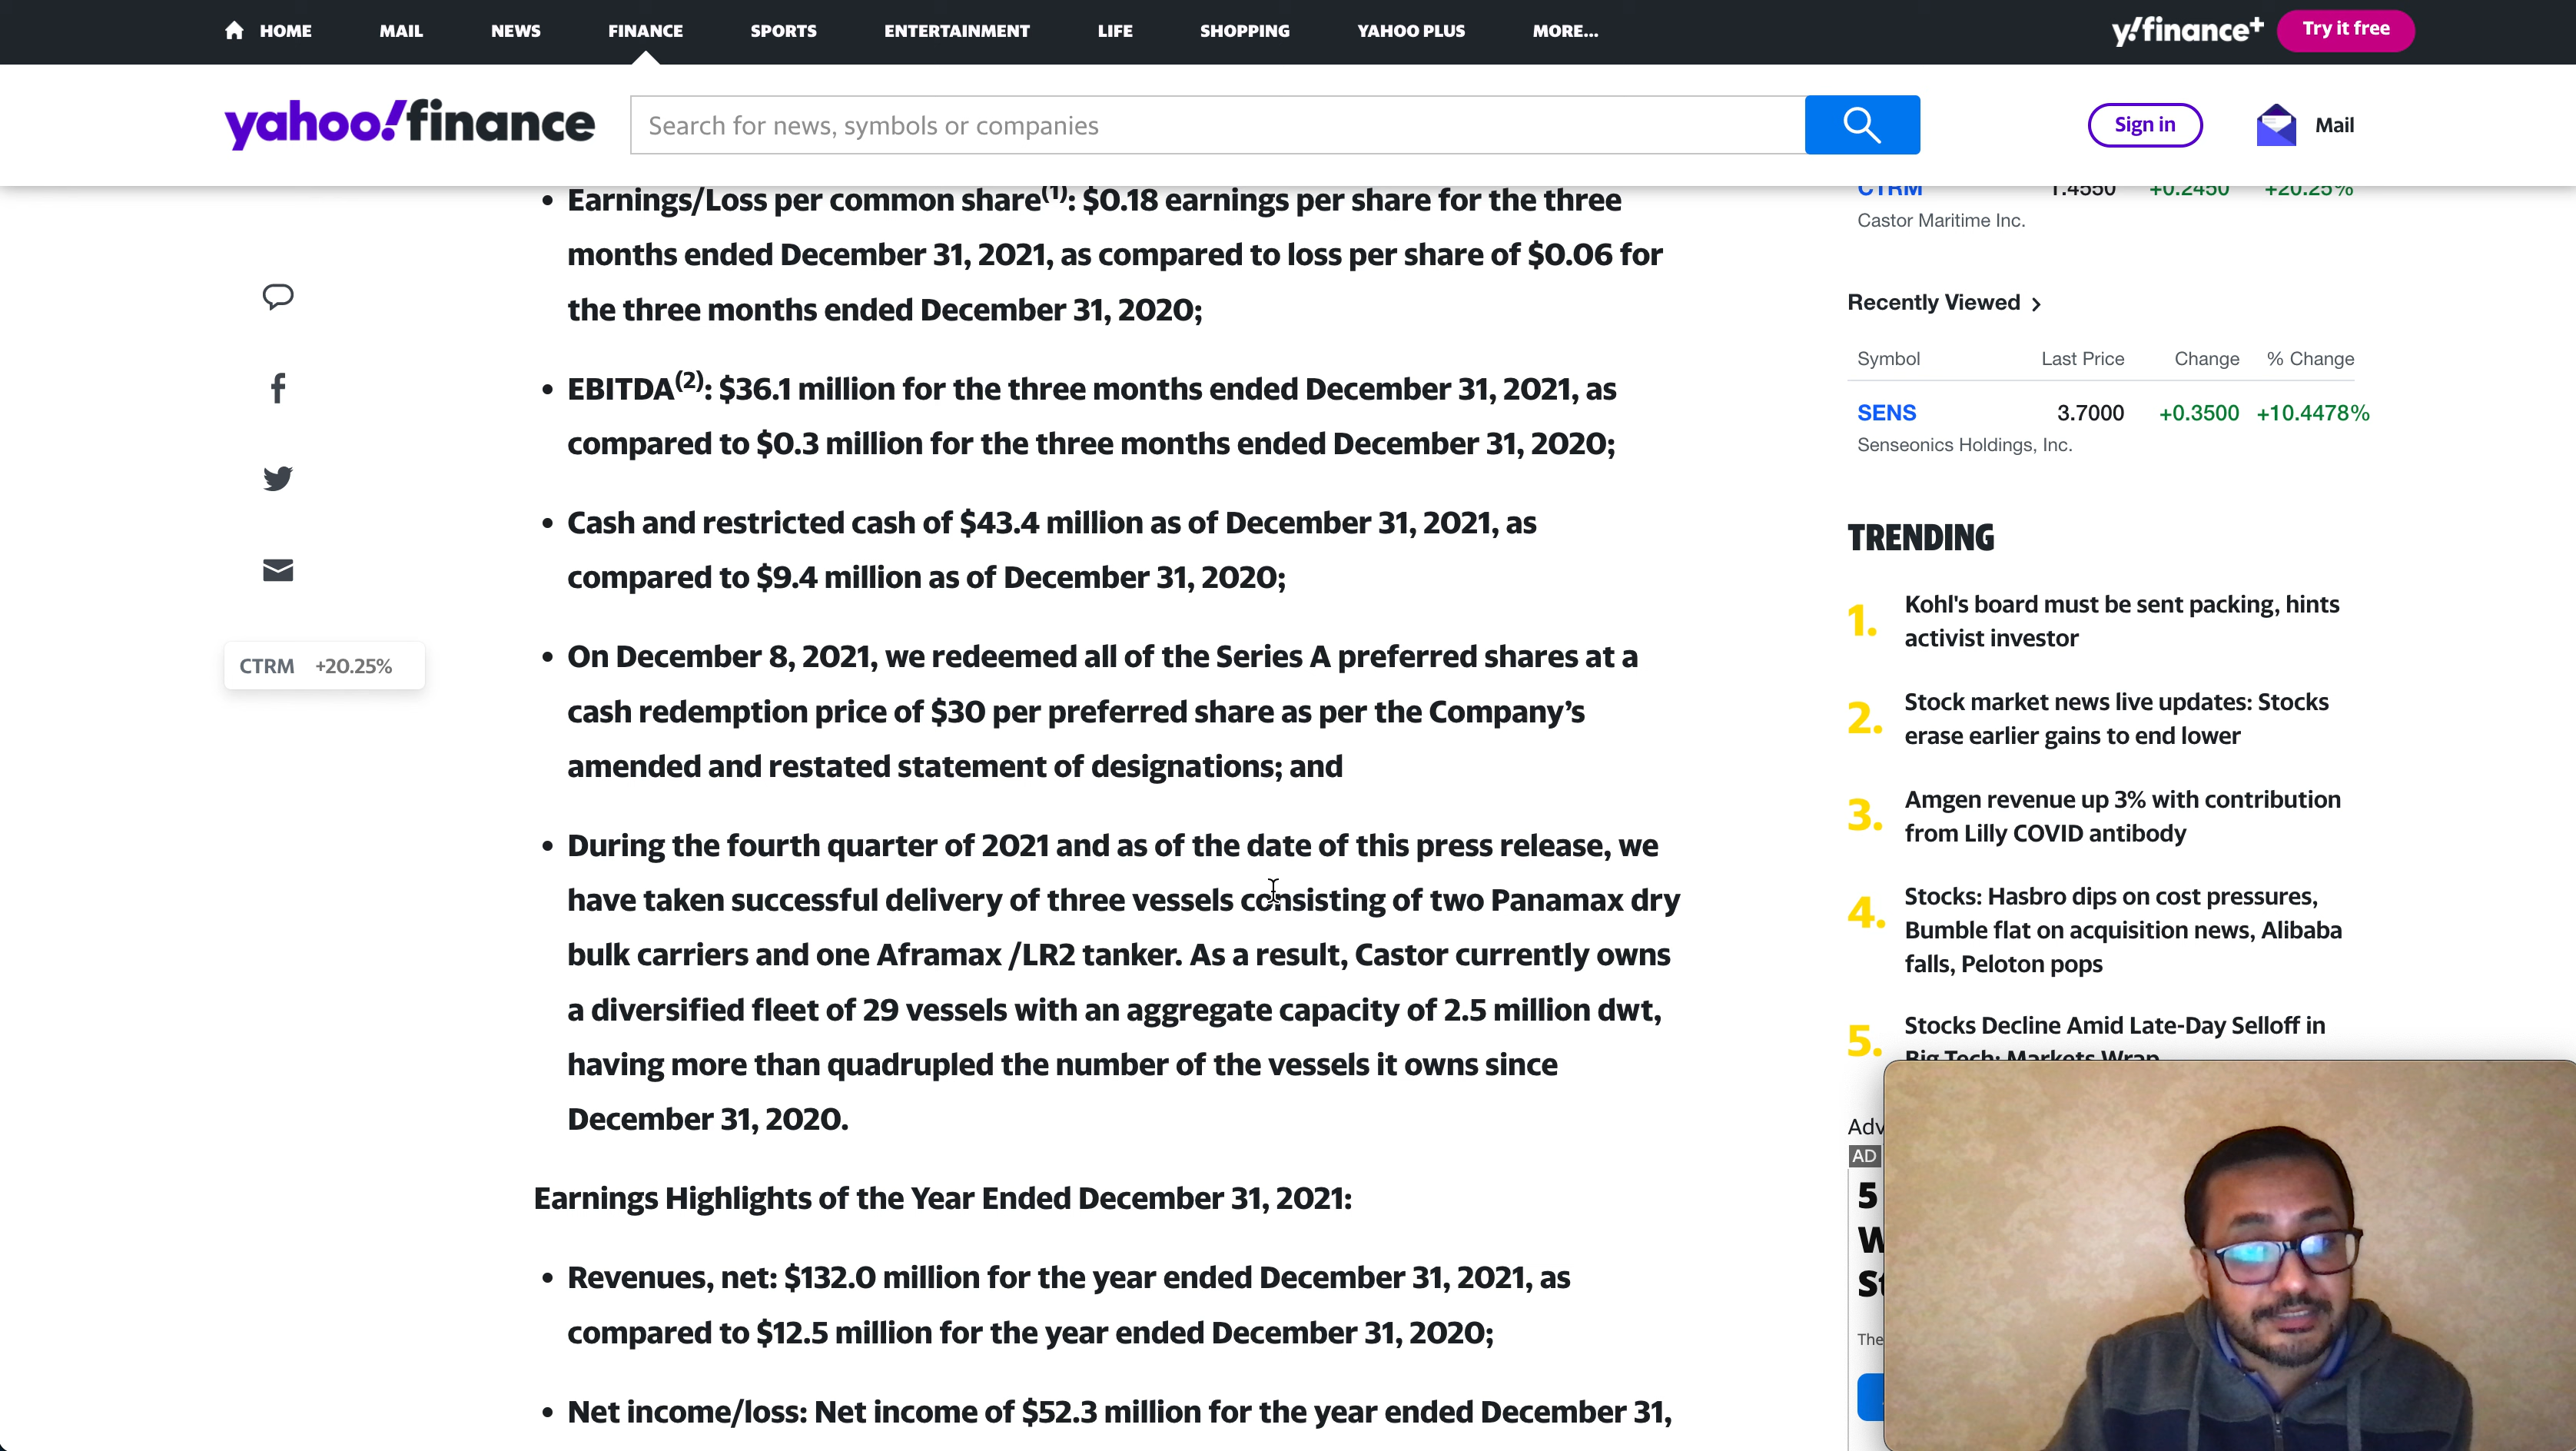 HOME MAIL NEWS FINANCE SPORTS ENTERTAINMENT LIFE SHOPPING YAHOO PLUS MORE...
y!finance+ Try it free
yahoo!finance
Search for news, symbols or companies
Sign in
Mail
CTRM +20.25%
Earnings/Loss per common share(1): $0.18 earnings per share for the three
months ended December 31, 2021, as compared to loss per share of $0.06 for
the three months ended December 31, 2020;
EBITDA(2): $36.1 million for the three months ended December 31, 2021, as
compared to $0.3 million for the three months ended December 31, 2020;
Cash and restricted cash of $43.4 million as of December 31, 2021, as
compared to $9.4 million as of December 31, 2020;
On December 8, 2021, we redeemed all of the Series A preferred shares at a
cash redemption price of $30 per preferred share as per the Company’s
amended and restated statement of designations; and
During the fourth quarter of 2021 and as of the date of this press release, we
have taken successful delivery of three vessels consisting of two Panamax dry
bulk carriers and one Aframax /LR2 tanker. As a result, Castor currently owns
a diversified fleet of 29 vessels with an aggregate capacity of 2.5 million dwt,
having more than quadrupled the number of the vessels it owns since
December 31, 2020.
Earnings Highlights of the Year Ended December 31, 2021:
Revenues, net: $132.0 million for the year ended December 31, 2021, as
compared to $12.5 million for the year ended December 31, 2020;
Net income/loss: Net income of $52.3 million for the year ended December 31,
CTRM 1.4550 +0.2450 +20.25%
Castor Maritime Inc.
Recently Viewed
Symbol Last Price Change % Change
SENS 3.7000 +0.3500 +10.4478%
Senseonics Holdings, Inc.
TRENDING
1. Kohl's board must be sent packing, hints
activist investor
2. Stock market news live updates: Stocks
erase earlier gains to end lower
3. Amgen revenue up 3% with contribution
from Lilly COVID antibody
4. Stocks: Hasbro dips on cost pressures,
Bumble flat on acquisition news, Alibaba
falls, Peloton pops
5. Stocks Decline Amid Late-Day Selloff in
Big Tech: Markets Wrap
Adv
AD
5
W
St
The